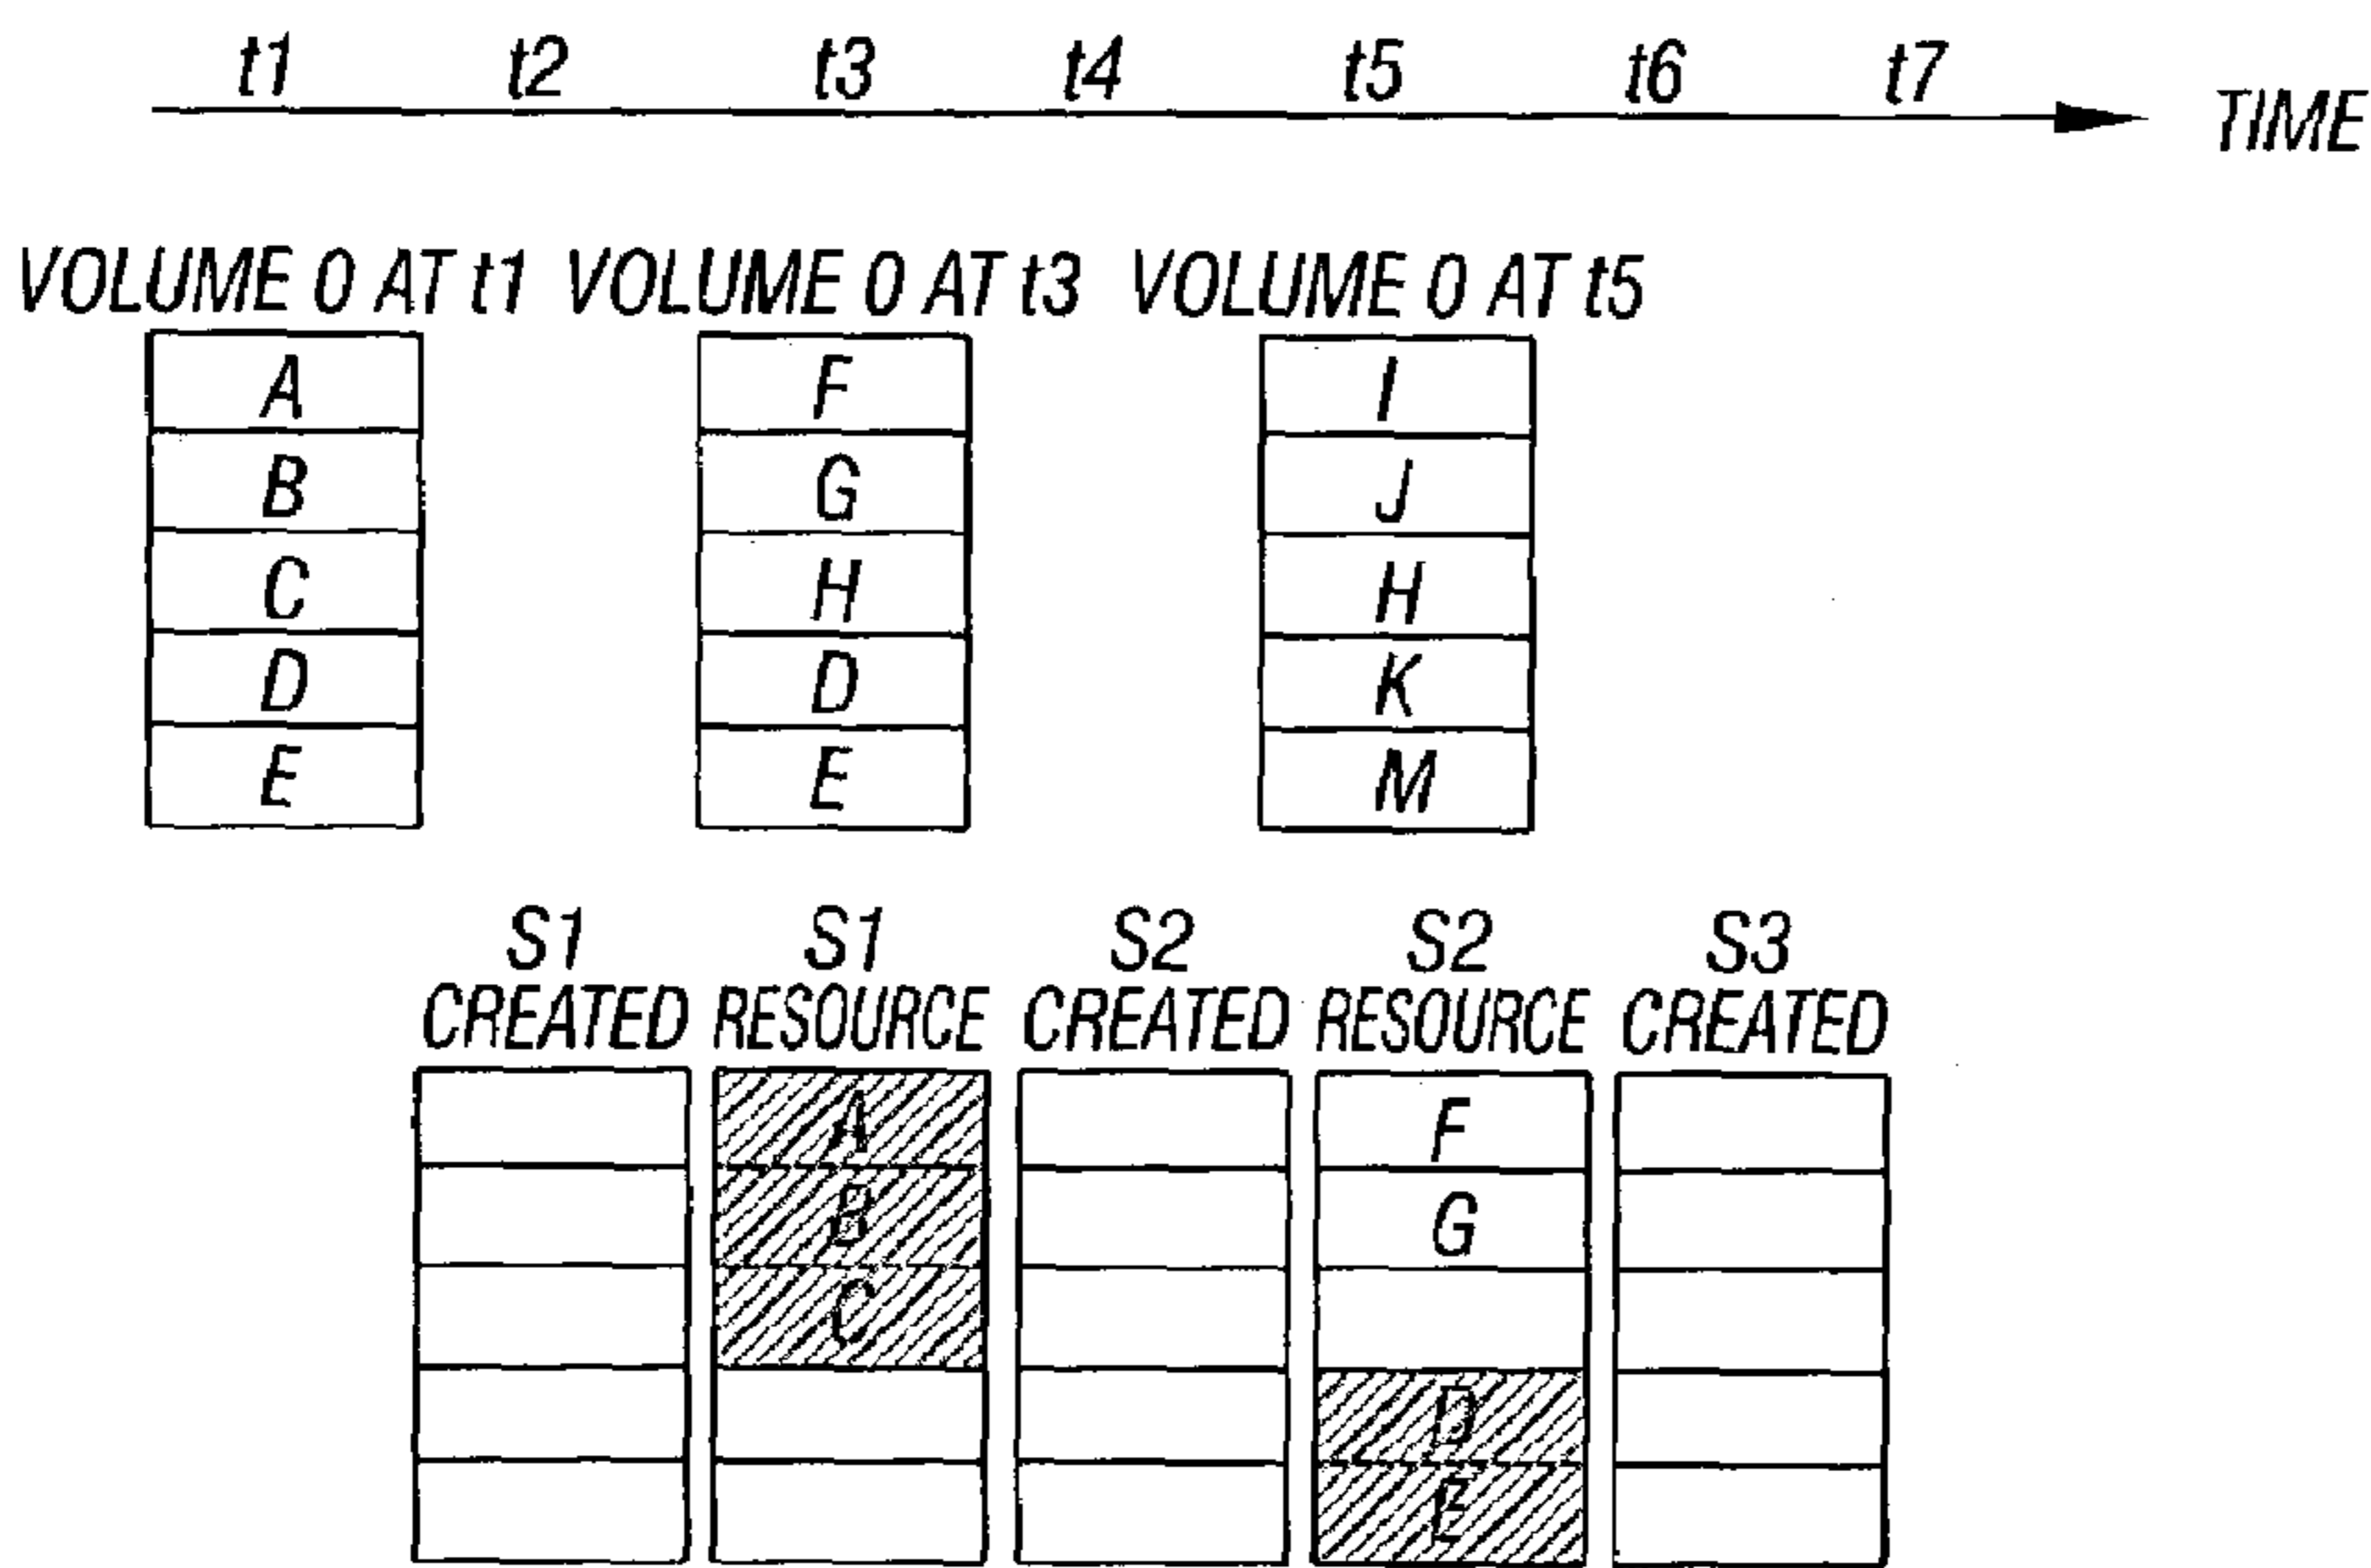 t1 t2 t3 t4 t5 t6 t7
TIME
VOLUME 0 AT t1 VOLUME 0 AT t3 VOLUME 0 AT t5
A F I
B G J
C H H
D D K
E E M
S1 S1 S2 S2 S3
CREATED RESOURCE CREATED RESOURCE CREATED
A F
B G
C
D
E